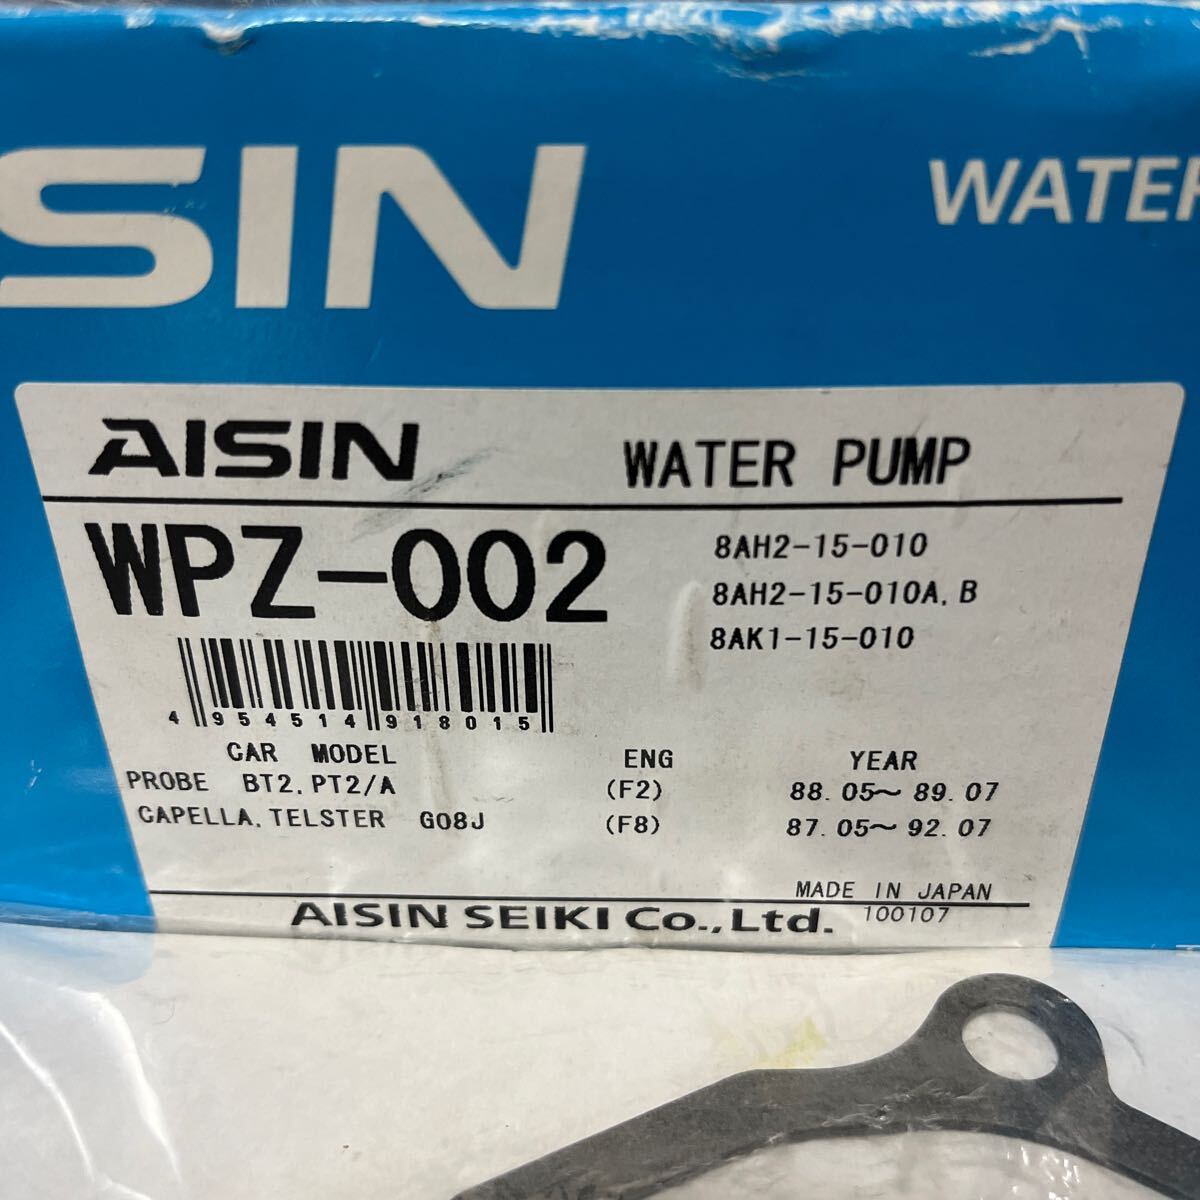 SIN
WATER
AISIN WATER PUMP
WPZ-002
8AH2-15-010
8AH2-15-010A, B
8AK1-15-010
4 954514 918015
CAR MODEL ENG YEAR
PROBE BT2, PT2/A (F2) 88.05~ 89.07
CAPELLA, TELSTER G08J (F8) 87.05~ 92.07
MADE IN JAPAN
AISIN SEIKI Co.,Ltd. 100107